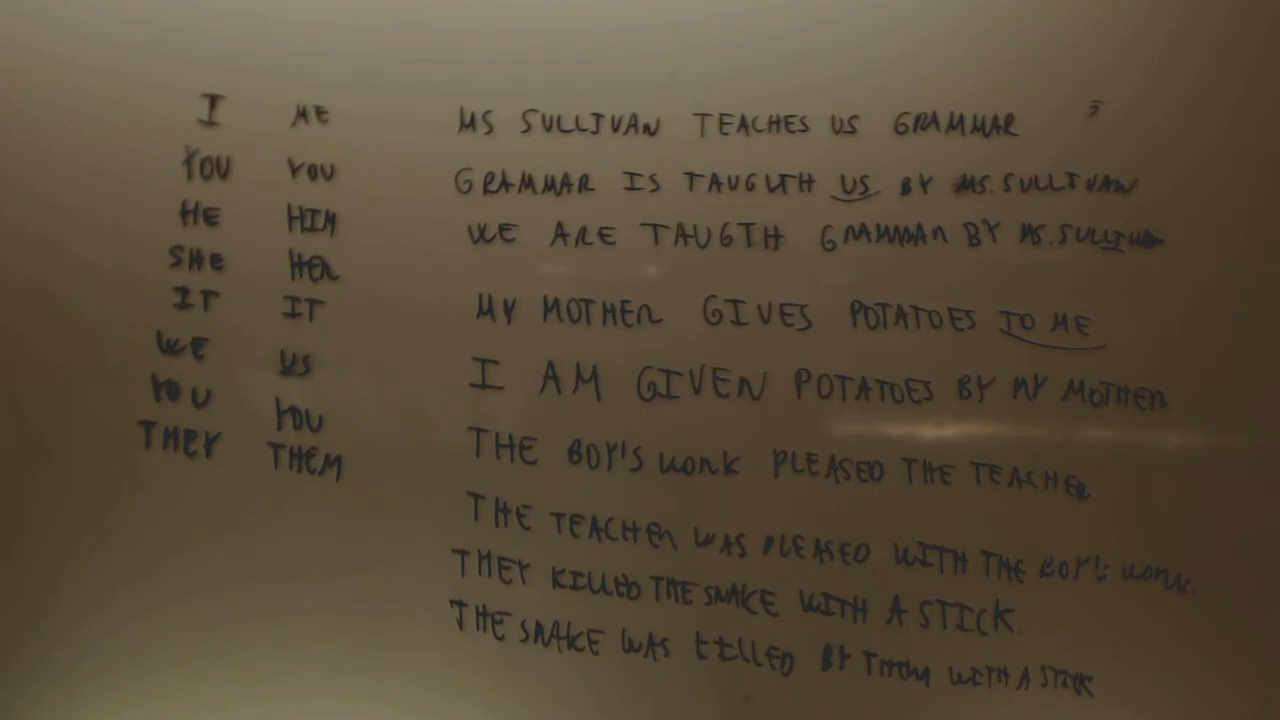 I ME
YOU YOU
HE HIM
SHE HER
IT IT
WE US
YOU YOU
THEY THEM
MS SULLIVAN TEACHES US GRAMMAR
GRAMMAR IS TAUGUTH US BY MS. SULLIVAN
WE ARE TAUGTH GRAMMAR BY MS. SULLIVAN
MY MOTHER GIVES POTATOES TO ME
I AM GIVEN POTATOES BY MY MOTHER
THE BOY'S WORK PLEASED THE TEACHER
THE TEACHER WAS PLEASED WITH THE BOY'S WORK.
THEY KILLED THE SNAKE WITH A STICK.
THE SNAKE WAS KILLED BY THEM WITH A STICK